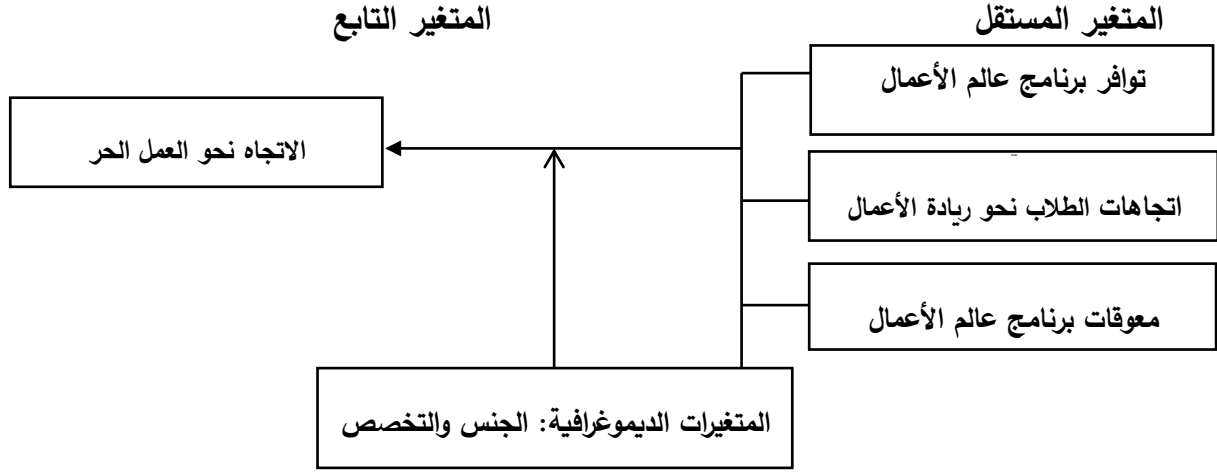 المتغير المستقل
المتغير التابع
توافر برنامج عالم الأعمال
الاتجاه نحو العمل الحر
اتجاهات الطلاب نحو ريادة الأعمال
معوقات برنامج عالم الأعمال
المتغيرات الديموغرافية: الجنس والتخصص